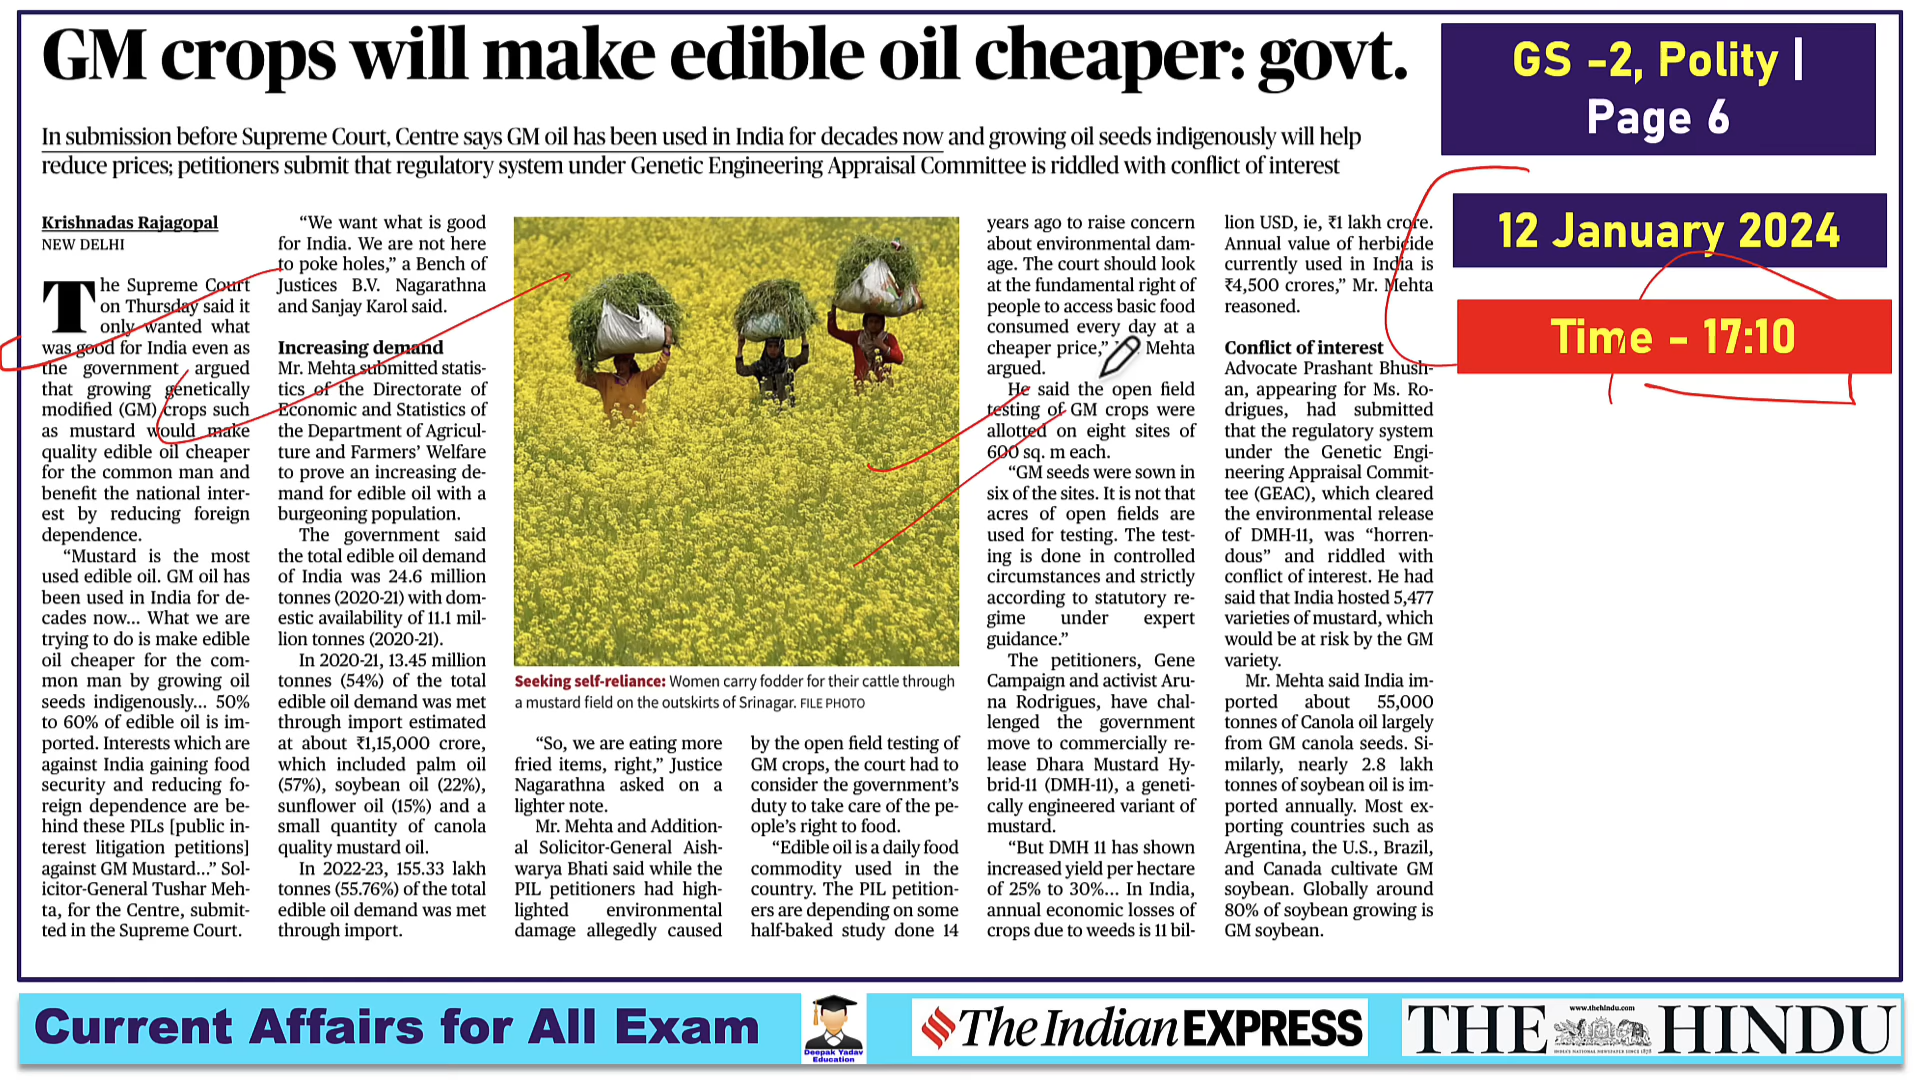 GM crops will make edible oil cheaper: govt.
In submission before Supreme Court, Centre says GM oil has been used in India for decades now and growing oil seeds indigenously will help
reduce prices; petitioners submit that regulatory system under Genetic Engineering Appraisal Committee is riddled with conflict of interest
Krishnadas Rajagopal
NEW DELHI
The Supreme Court
on Thursday said it
only wanted what
was good for India even as
the government argued
that growing genetically
modified (GM) crops such
as mustard would make
quality edible oil cheaper
for the common man and
benefit the national inter-
est by reducing foreign
dependence.
“Mustard is the most
used edible oil. GM oil has
been used in India for de-
cades now... What we are
trying to do is make edible
oil cheaper for the com-
mon man by growing oil
seeds indigenously... 50%
to 60% of edible oil is im-
ported. Interests which are
against India gaining food
security and reducing fo-
reign dependence are be-
hind these PILs [public in-
terest litigation petitions]
against GM Mustard...” Sol-
icitor-General Tushar Meh-
ta, for the Centre, submit-
ted in the Supreme Court.
“We want what is good
for India. We are not here
to poke holes,” a Bench of
Justices B.V. Nagarathna
and Sanjay Karol said.
Increasing demand
Mr. Mehta submitted statis-
tics of the Directorate of
Economic and Statistics of
the Department of Agricul-
ture and Farmers’ Welfare
to prove an increasing de-
mand for edible oil with a
burgeoning population.
The government said
the total edible oil demand
of India was 24.6 million
tonnes (2020-21) with dom-
estic availability of 11.1 mil-
lion tonnes (2020-21).
In 2020-21, 13.45 million
tonnes (54%) of the total
edible oil demand was met
through import estimated
at about ₹1,15,000 crore,
which included palm oil
(57%), soybean oil (22%),
sunflower oil (15%) and a
small quantity of canola
quality mustard oil.
In 2022-23, 155.33 lakh
tonnes (55.76%) of the total
edible oil demand was met
through import.
Seeking self-reliance: Women carry fodder for their cattle through
a mustard field on the outskirts of Srinagar. FILE PHOTO
“So, we are eating more
fried items, right,” Justice
Nagarathna asked on a
lighter note.
Mr. Mehta and Addition-
al Solicitor-General Aish-
warya Bhati said while the
PIL petitioners had high-
lighted environmental
damage allegedly caused
by the open field testing of
GM crops, the court had to
consider the government’s
duty to take care of the pe-
ople’s right to food.
“Edible oil is a daily food
commodity used in the
country. The PIL petition-
ers are depending on some
half-baked study done 14
years ago to raise concern
about environmental dam-
age. The court should look
at the fundamental right of
people to access basic food
consumed every day at a
cheaper price,” Mehta
argued.
He said the open field
testing of GM crops were
allotted on eight sites of
600 sq. m each.
“GM seeds were sown in
six of the sites. It is not that
acres of open fields are
used for testing. The test-
ing is done in controlled
circumstances and strictly
according to statutory re-
gime under expert
guidance.”
The petitioners, Gene
Campaign and activist Aru-
na Rodrigues, have chal-
lenged the government
move to commercially re-
lease Dhara Mustard Hy-
brid-11 (DMH-11), a geneti-
cally engineered variant of
mustard.
“But DMH 11 has shown
increased yield per hectare
of 25% to 30%... In India,
annual economic losses of
crops due to weeds is 11 bil-
lion USD, ie, ₹1 lakh crore.
Annual value of herbicide
currently used in India is
₹4,500 crores,” Mr. Mehta
reasoned.
Conflict of interest
Advocate Prashant Bhush-
an, appearing for Ms. Ro-
drigues, had submitted
that the regulatory system
under the Genetic Engi-
neering Appraisal Commit-
tee (GEAC), which cleared
the environmental release
of DMH-11, was “horren-
dous” and riddled with
conflict of interest. He had
said that India hosted 5,477
varieties of mustard, which
would be at risk by the GM
variety.
Mr. Mehta said India im-
ported about 55,000
tonnes of Canola oil largely
from GM canola seeds. Si-
milarly, nearly 2.8 lakh
tonnes of soybean oil is im-
ported annually. Most ex-
porting countries such as
Argentina, the U.S., Brazil,
and Canada cultivate GM
soybean. Globally around
80% of soybean growing is
GM soybean.
GS -2, Polity |
Page 6
12 January 2024
Time - 17:10
Current Affairs for All Exam
Deepak Yadav
Education
The Indian EXPRESS
www.thehindu.com
THE HINDU
INDIA'S NATIONAL NEWSPAPER SINCE 1878